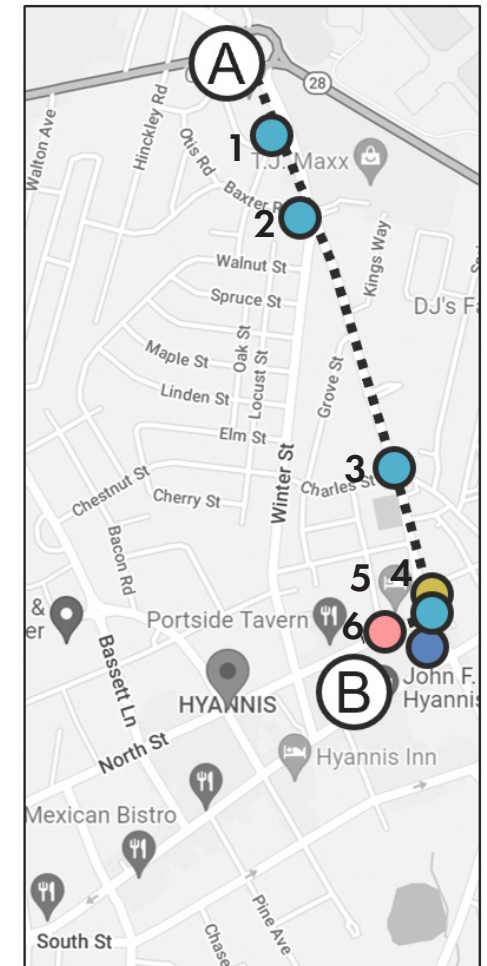 A
28
Walton Ave
Hinckley Rd
Otis Rd
1
T.J. Maxx
Baxter
2
Kings Way
Walnut St
Spruce St
DJ's
Oak St
Locust St
Maple St
Linden St
Grove St
Elm St
Winter St
3
Chestnut St
Charles St
Cherry St
Bacon Rd
5
4
&
er
Portside Tavern
6
Bassett Ln
B
John F.
Hyannis
HYANNIS
North St
Hyannis Inn
Mexican Bistro
Pine Ave
Chase
South St